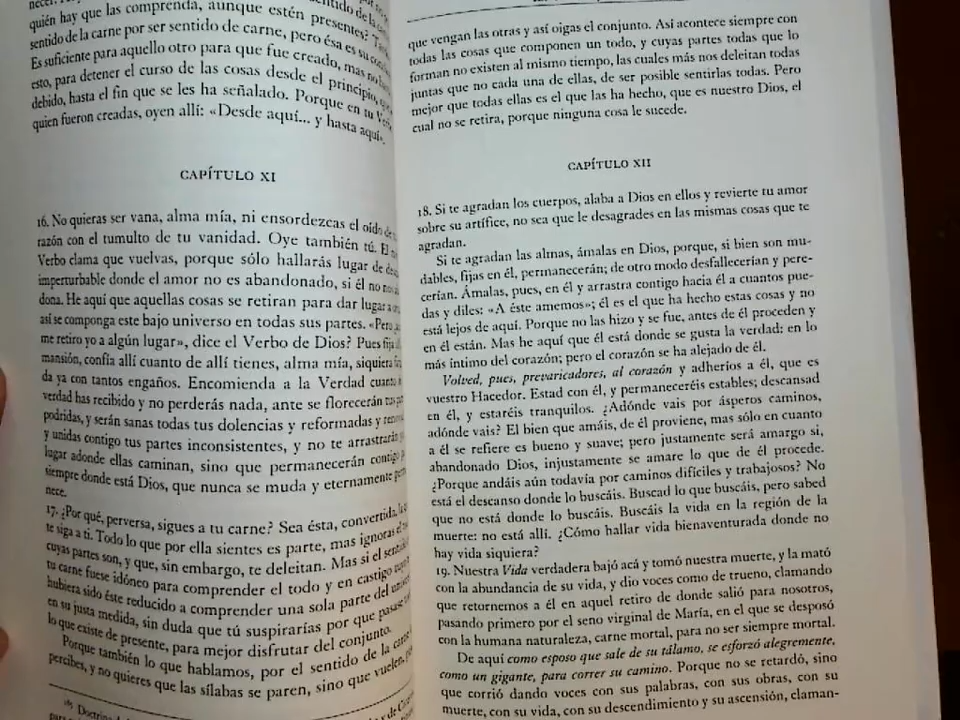 quién hay que las comprenda, aunque estén presentes?
sentido de la carne por ser sentido de carne, pero ésa es su
Es suficiente para aquello otro para que fue creado, mas no
esto, para detener el curso de las cosas desde el principio,
debido, hasta el fin que se les ha señalado. Porque en tu
quien fueron creadas, oyen allí: «Desde aquí... y hasta aquí».
CAPÍTULO XI
16. No quieras ser vana, alma mía, ni ensordezcas el oído de
razón con el tumulto de tu vanidad. Oye también tú. El
Verbo clama que vuelvas, porque sólo hallarás lugar de
imperturbable donde el amor no es abandonado, si él no nos
dona. He aquí que aquellas cosas se retiran para dar lugar a
así se componga este bajo universo en todas sus partes. «Pero
me retiro yo a algún lugar», dice el Verbo de Dios? Pues fija
mansión, confía allí cuanto de allí tienes, alma mía, siquiera
da ya con tantos engaños. Encomienda a la Verdad cuanto
verdad has recibido y no perderás nada, ante se florecerán tus
podridas, y serán sanas todas tus dolencias y reformadas y
y unidas contigo tus partes inconsistentes, y no te arrastrarán
lugar adonde ellas caminan, sino que permanecerán contigo
siempre donde está Dios, que nunca se muda y eternamente
nece.
17. ¿Por qué, perversa, sigues a tu carne? Sea ésta, convertida,
te siga a ti. Todo lo que por ella sientes es parte, mas ignoras el
cuyas partes son, y que, sin embargo, te deleitan. Mas si el sentido
tu carne fuese idóneo para comprender el todo y en castigo
hubiera sido éste reducido a comprender una sola parte del
en su justa medida, sin duda que tú suspirarías por que pasase
lo que existe de presente, para mejor disfrutar del conjunto.
Porque también lo que hablamos, por el sentido de la carne
percibes, y no quieres que las sílabas se paren, sino que vuelen,
que vengan las otras y así oigas el conjunto. Así acontece siempre con
todas las cosas que componen un todo, y cuyas partes todas que lo
forman no existen al mismo tiempo, las cuales más nos deleitan todas
juntas que no cada una de ellas, de ser posible sentirlas todas. Pero
mejor que todas ellas es el que las ha hecho, que es nuestro Dios, el
cual no se retira, porque ninguna cosa le sucede.
CAPÍTULO XII
18. Si te agradan los cuerpos, alaba a Dios en ellos y revierte tu amor
sobre su artífice, no sea que le desagrades en las mismas cosas que te
agradan.
Si te agradan las almas, ámalas en Dios, porque, si bien son mu-
dables, fijas en él, permanecerán; de otro modo desfallecerían y pere-
cerían. Ámalas, pues, en él y arrastra contigo hacia él a cuantos pue-
das y diles: «A éste amemos»; él es el que ha hecho estas cosas y no
está lejos de aquí. Porque no las hizo y se fue, antes de él proceden y
en él están. Mas he aquí que él está donde se gusta la verdad: en lo
más íntimo del corazón; pero el corazón se ha alejado de él.
Volved, pues, prevaricadores, al corazón y adheríos a él, que es
vuestro Hacedor. Estad con él, y permaneceréis estables; descansad
en él, y estaréis tranquilos. ¿Adónde vais por ásperos caminos,
adónde vais? El bien que amáis, de él proviene, mas sólo en cuanto
a él se refiere es bueno y suave; pero justamente será amargo si,
abandonado Dios, injustamente se amare lo que de él procede.
¿Porque andáis aún todavía por caminos difíciles y trabajosos? No
está el descanso donde lo buscáis. Buscad lo que buscáis, pero sabed
que no está donde lo buscáis. Buscáis la vida en la región de la
muerte: no está allí. ¿Cómo hallar vida bienaventurada donde no
hay vida siquiera?
19. Nuestra Vida verdadera bajó acá y tomó nuestra muerte, y la mató
con la abundancia de su vida, y dio voces como de trueno, clamando
que retornemos a él en aquel retiro de donde salió para nosotros,
pasando primero por el seno virginal de María, en el que se desposó
con la humana naturaleza, carne mortal, para no ser siempre mortal.
De aquí como esposo que sale de su tálamo, se esforzó alegremente,
como un gigante, para correr su camino. Porque no se retardó, sino
que corrió dando voces con sus palabras, con sus obras, con su
muerte, con su vida, con su descendimiento y su ascensión, claman-